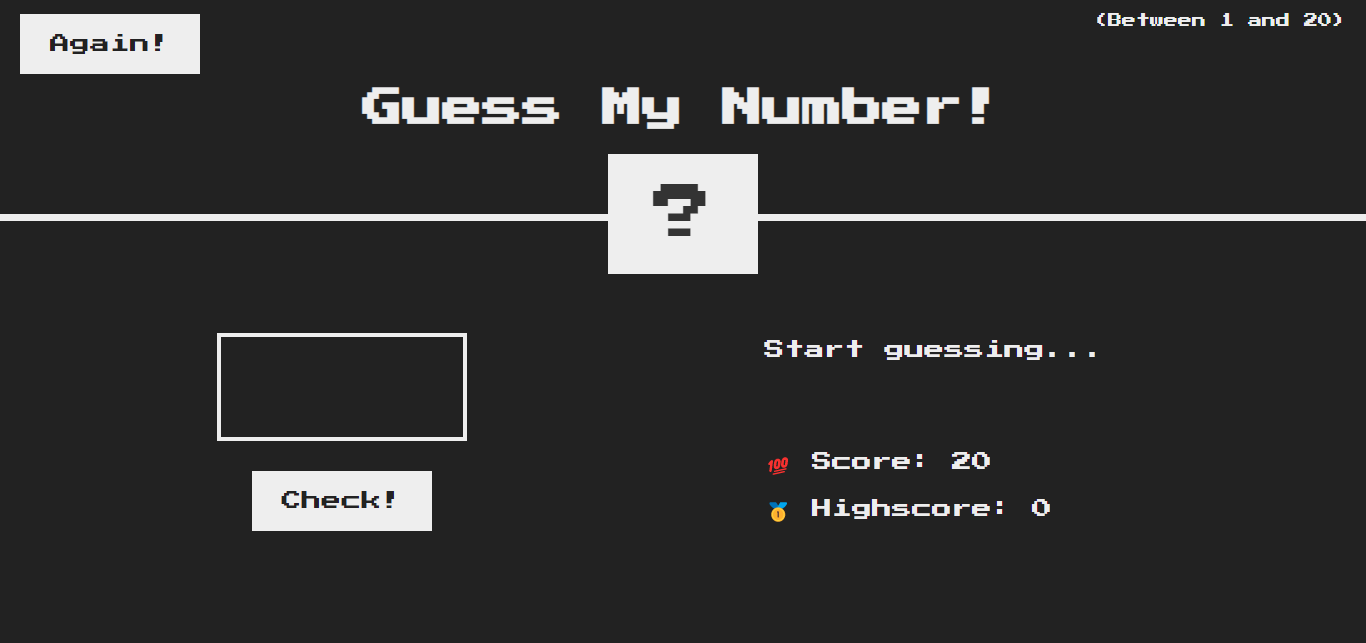 Again!
(Between 1 and 20)
Guess My Number!
?
Start guessing...
Check!
💯 Score: 20
🥇 Highscore: 0